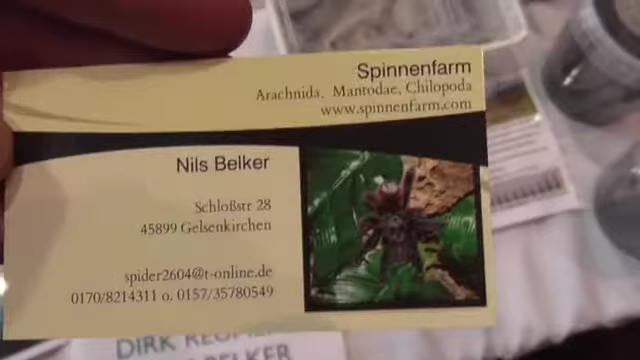 Spinnenfarm
Arachnida, Mantodae, Chilopoda
www.spinnenfarm.com
Nils Belker
Schloßstr 28
45899 Gelsenkirchen
spider2604@t-online.de
0170/8214311 o. 0157/35780549
DIRK
BELKER